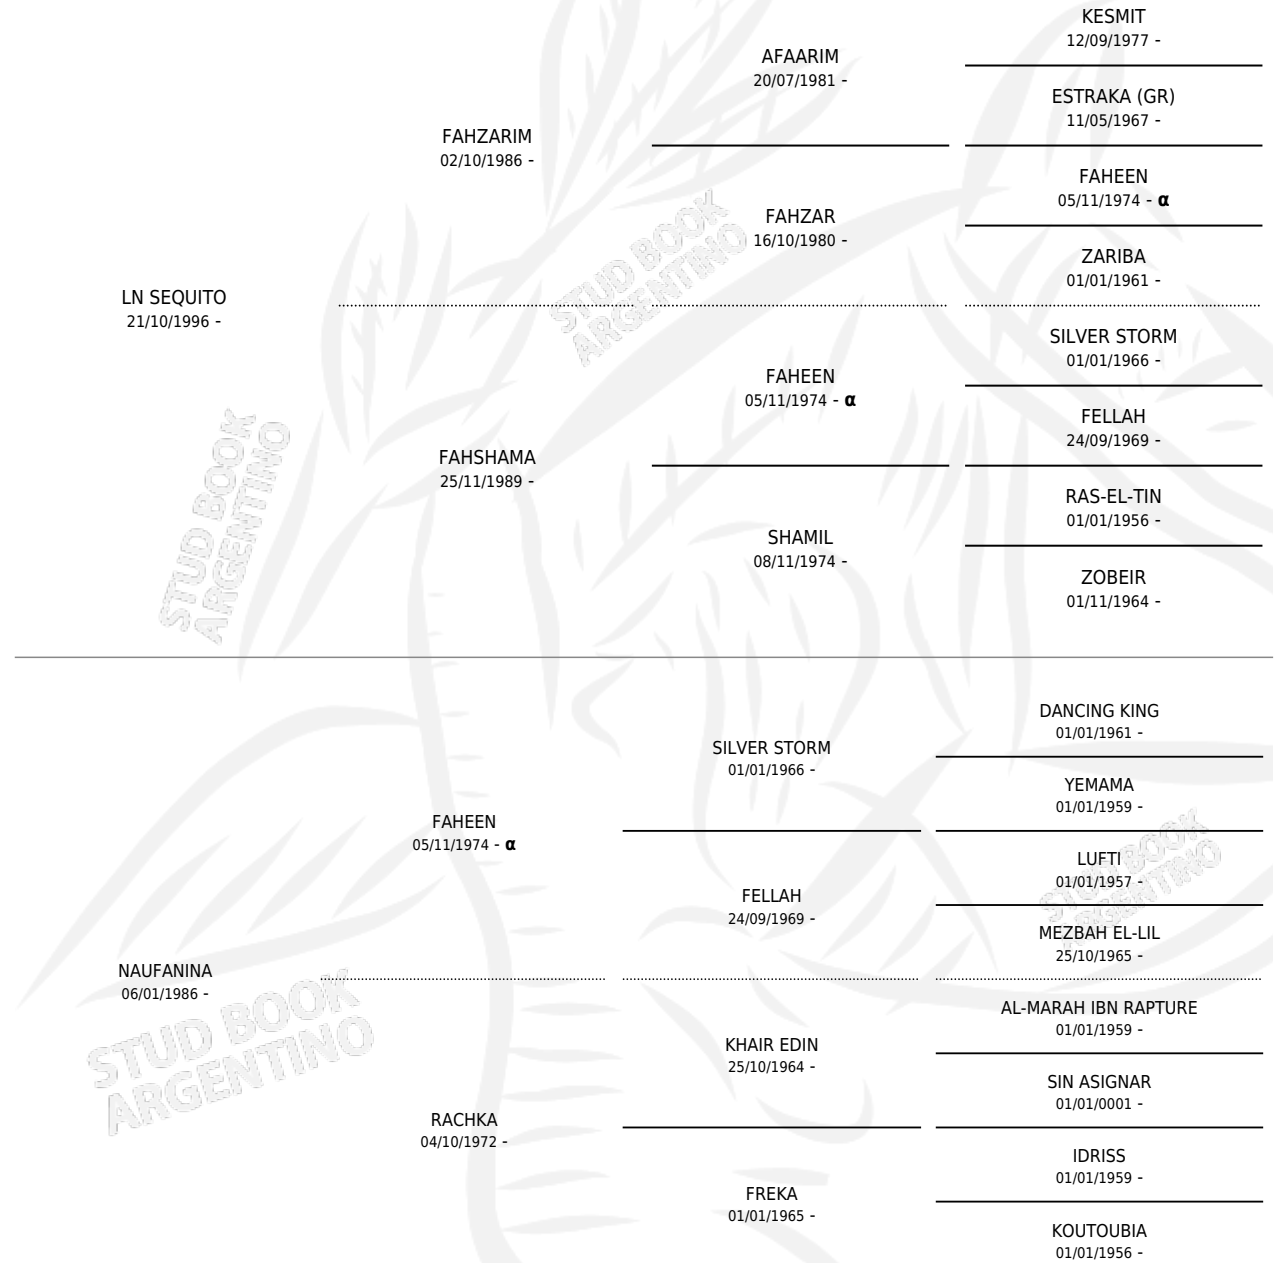 KESMIT
12/09/1977 -
AFAARIM
20/07/1981 -
ESTRAKA (GR)
11/05/1967 -
FAHZARIM
02/10/1986 -
FAHEEN
05/11/1974 - α
FAHZAR
16/10/1980 -
ZARIBA
01/01/1961 -
LN SEQUITO
21/10/1996 -
SILVER STORM
01/01/1966 -
FAHEEN
05/11/1974 - α
FELLAH
24/09/1969 -
FAHSHAMA
25/11/1989 -
RAS-EL-TIN
01/01/1956 -
SHAMIL
08/11/1974 -
ZOBEIR
01/11/1964 -
STUD BOOK
ARGENTINO
STUD BOOK
ARGENTINO
DANCING KING
01/01/1961 -
SILVER STORM
01/01/1966 -
YEMAMA
01/01/1959 -
FAHEEN
05/11/1974 - α
LUFTI
01/01/1957 -
FELLAH
24/09/1969 -
MEZBAH EL-LIL
25/10/1965 -
NAUFANINA
06/01/1986 -
AL-MARAH IBN RAPTURE
01/01/1959 -
KHAIR EDIN
25/10/1964 -
SIN ASIGNAR
01/01/0001 -
RACHKA
04/10/1972 -
IDRISS
01/01/1959 -
FREKA
01/01/1965 -
KOUTOUBIA
01/01/1956 -
STUD BOOK
ARGENTINO
STUD BOOK
ARGENTINO